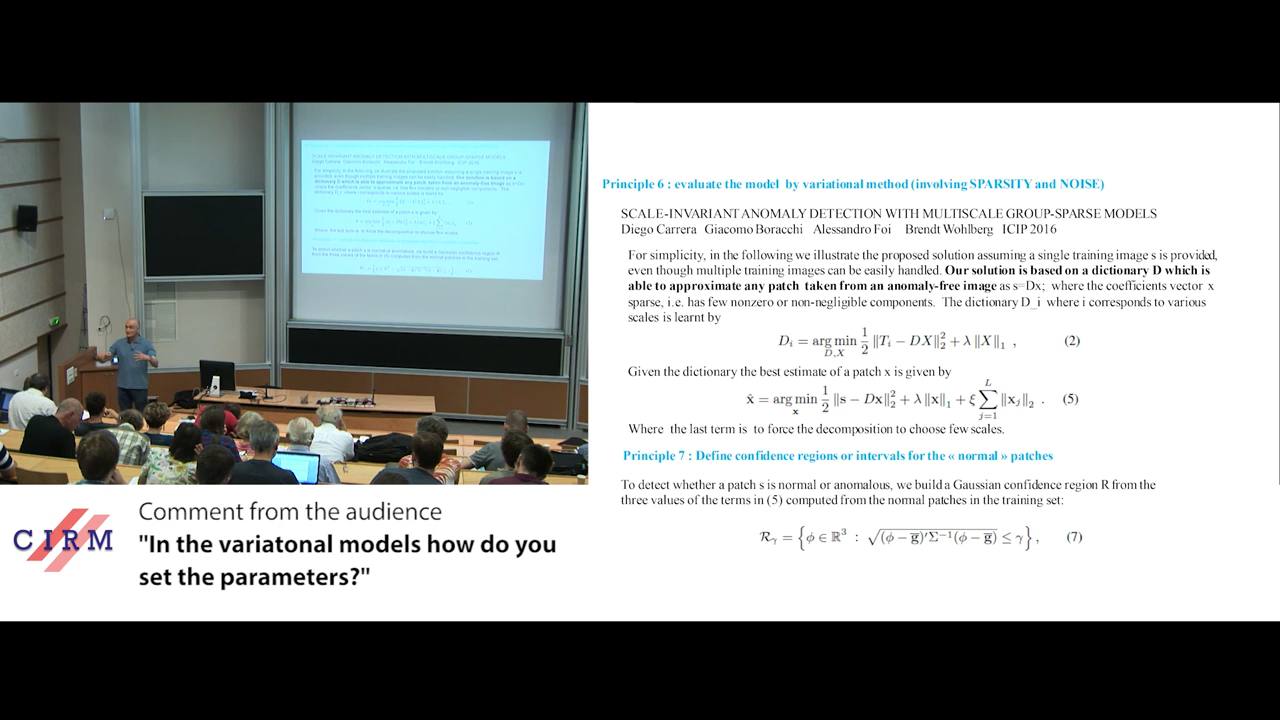 Principle 6 : evaluate the model by variational method (involving SPARSITY and NOISE)
SCALE-INVARIANT ANOMALY DETECTION WITH MULTISCALE GROUP-SPARSE MODELS
Diego Carrera Giacomo Boracchi Alessandro Foi Brendt Wohlberg ICIP 2016
For simplicity, in the following we illustrate the proposed solution assuming a single training image s is provided,
even though multiple training images can be easily handled. Our solution is based on a dictionary D which is
able to approximate any patch taken from an anomaly-free image as s=Dx; where the coefficients vector x
sparse, i.e. has few nonzero or non-negligible components. The dictionary D_i where i corresponds to various
scales is learnt by
D_i = arg min_{D,X} 1/2 ||T_i − DX||_2^2 + λ ||X||_1 , (2)
Given the dictionary the best estimate of a patch x is given by
x̂ = arg min_x 1/2 ||s − Dx||_2^2 + λ ||x||_1 + ξ ∑_{j=1}^{L} ||x_j||_2 . (5)
Where the last term is to force the decomposition to choose few scales.
Principle 7 : Define confidence regions or intervals for the « normal » patches
To detect whether a patch s is normal or anomalous, we build a Gaussian confidence region R from the
three values of the terms in (5) computed from the normal patches in the training set:
R_γ = { φ ∈ ℝ^3 : √((φ − g̅)′Σ^{−1}(φ − g̅)) ≤ γ }, (7)
CIRM
Comment from the audience
"In the variatonal models how do you
set the parameters?"